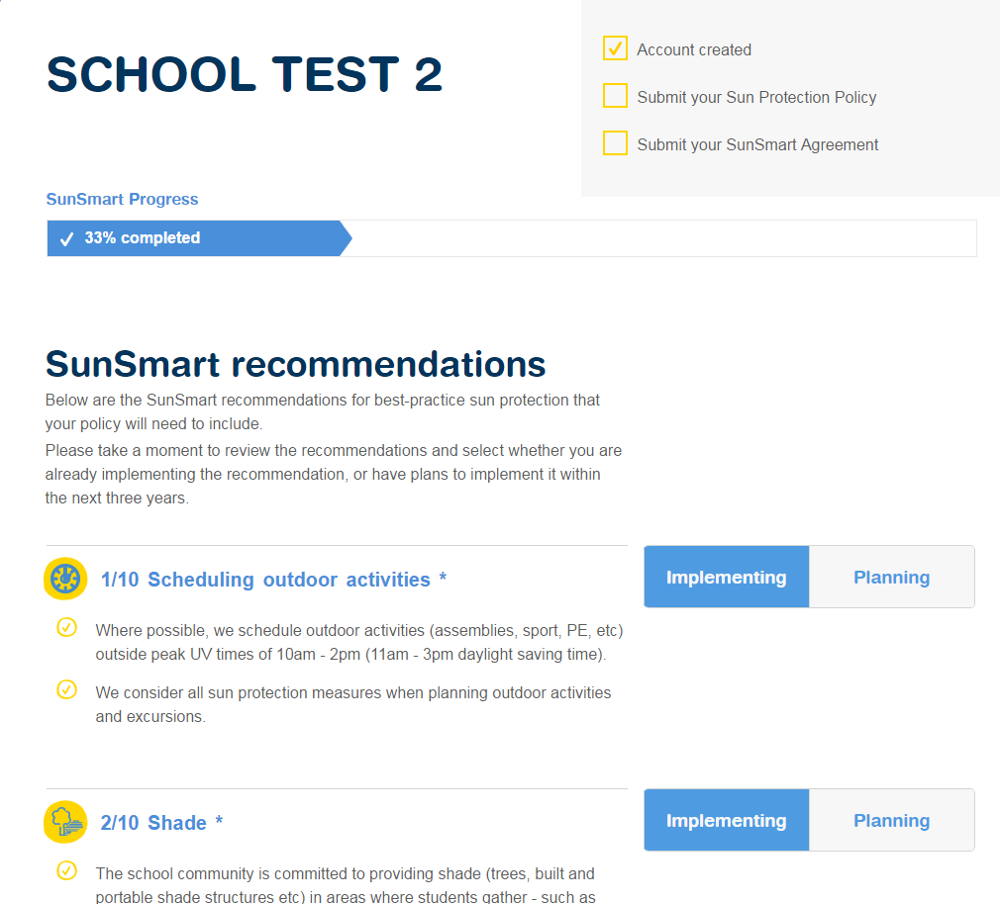 SCHOOL TEST 2
Account created
Submit your Sun Protection Policy
Submit your SunSmart Agreement
SunSmart Progress
33% completed
SunSmart recommendations
Below are the SunSmart recommendations for best-practice sun protection that
your policy will need to include.
Please take a moment to review the recommendations and select whether you are
already implementing the recommendation, or have plans to implement it within
the next three years.
1/10 Scheduling outdoor activities *
Implementing
Planning
Where possible, we schedule outdoor activities (assemblies, sport, PE, etc)
outside peak UV times of 10am - 2pm (11am - 3pm daylight saving time).
We consider all sun protection measures when planning outdoor activities
and excursions.
2/10 Shade *
Implementing
Planning
The school community is committed to providing shade (trees, built and
portable shade structures etc) in areas where students gather - such as